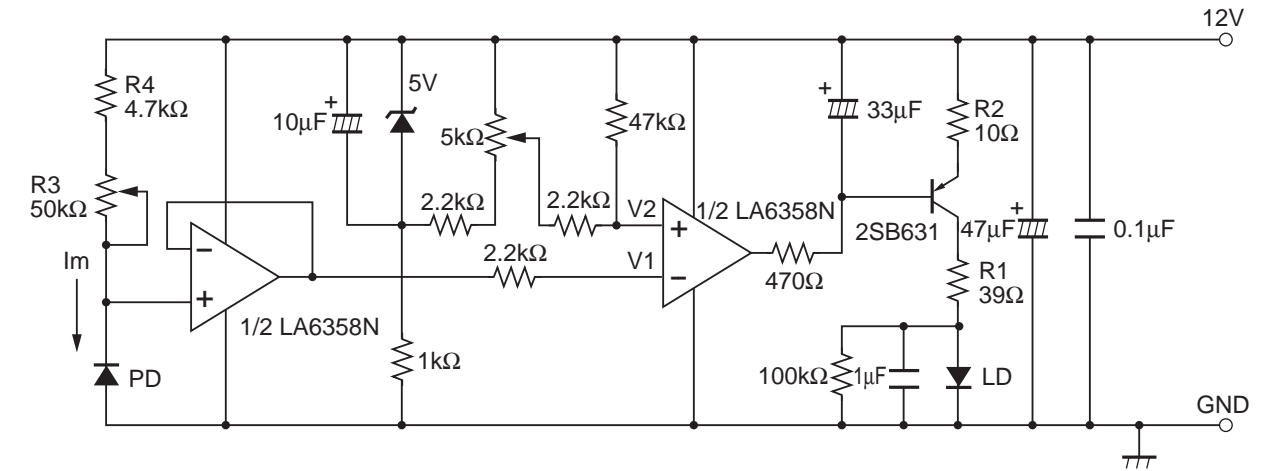 12V
R4
4.7kΩ
5V
10μF
5kΩ
47kΩ
33μF
R2
10Ω
R3
50kΩ
2.2kΩ
2.2kΩ
V2
1/2 LA6358N
2SB631
47μF
0.1μF
Im
2.2kΩ
V1
470Ω
R1
39Ω
1/2 LA6358N
1kΩ
PD
100kΩ
1μF
LD
GND